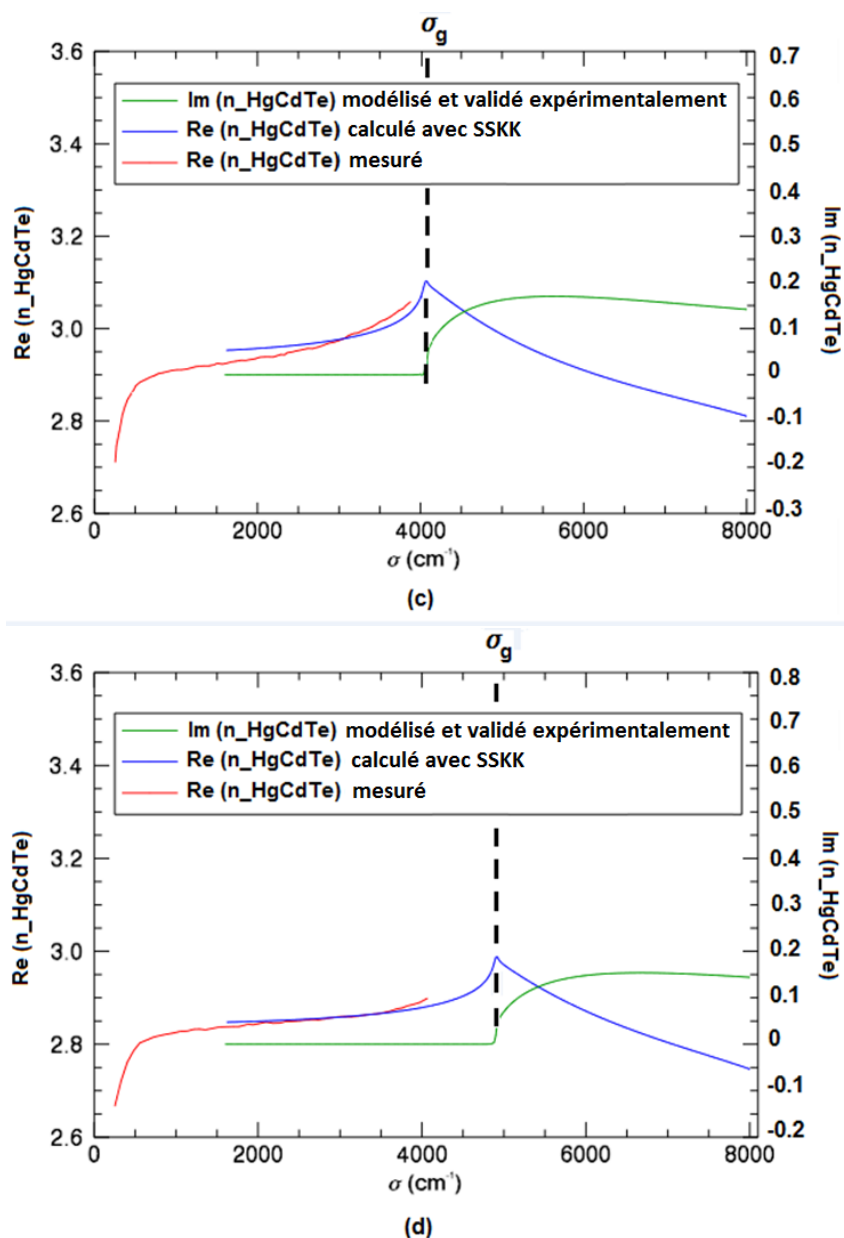 σg
3.6
3.4
3.2
3.0
2.8
2.6
Re (n_HgCdTe)
Im (n_HgCdTe) modélisé et validé expérimentalement
Re (n_HgCdTe) calculé avec SSKK
Re (n_HgCdTe) mesuré
0.7
0.6
0.5
0.4
0.3
0.2
0.1
0
-0.1
-0.2
-0.3
Im (n_HgCdTe)
0 2000 4000 6000 8000
σ (cm⁻¹)
(c)
σg
3.6
3.4
3.2
3.0
2.8
2.6
Re (n_HgCdTe)
Im (n_HgCdTe) modélisé et validé expérimentalement
Re (n_HgCdTe) calculé avec SSKK
Re (n_HgCdTe) mesuré
0.8
0.7
0.6
0.5
0.4
0.3
0.2
0.1
0
-0.1
-0.2
Im (n_HgCdTe)
0 2000 4000 6000 8000
σ (cm⁻¹)
(d)